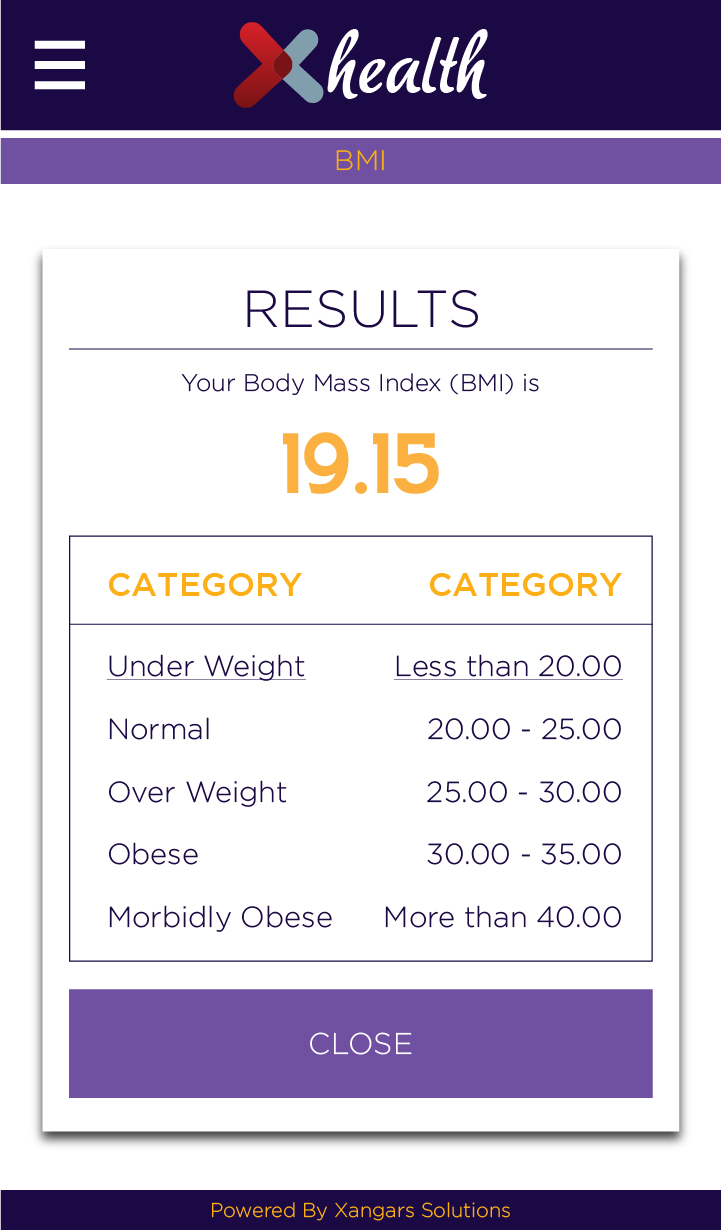 health
BMI
RESULTS
Your Body Mass Index (BMI) is
19.15
CATEGORY CATEGORY
Under Weight Less than 20.00
Normal 20.00 - 25.00
Over Weight 25.00 - 30.00
Obese 30.00 - 35.00
Morbidly Obese More than 40.00
CLOSE
Powered By Xangars Solutions